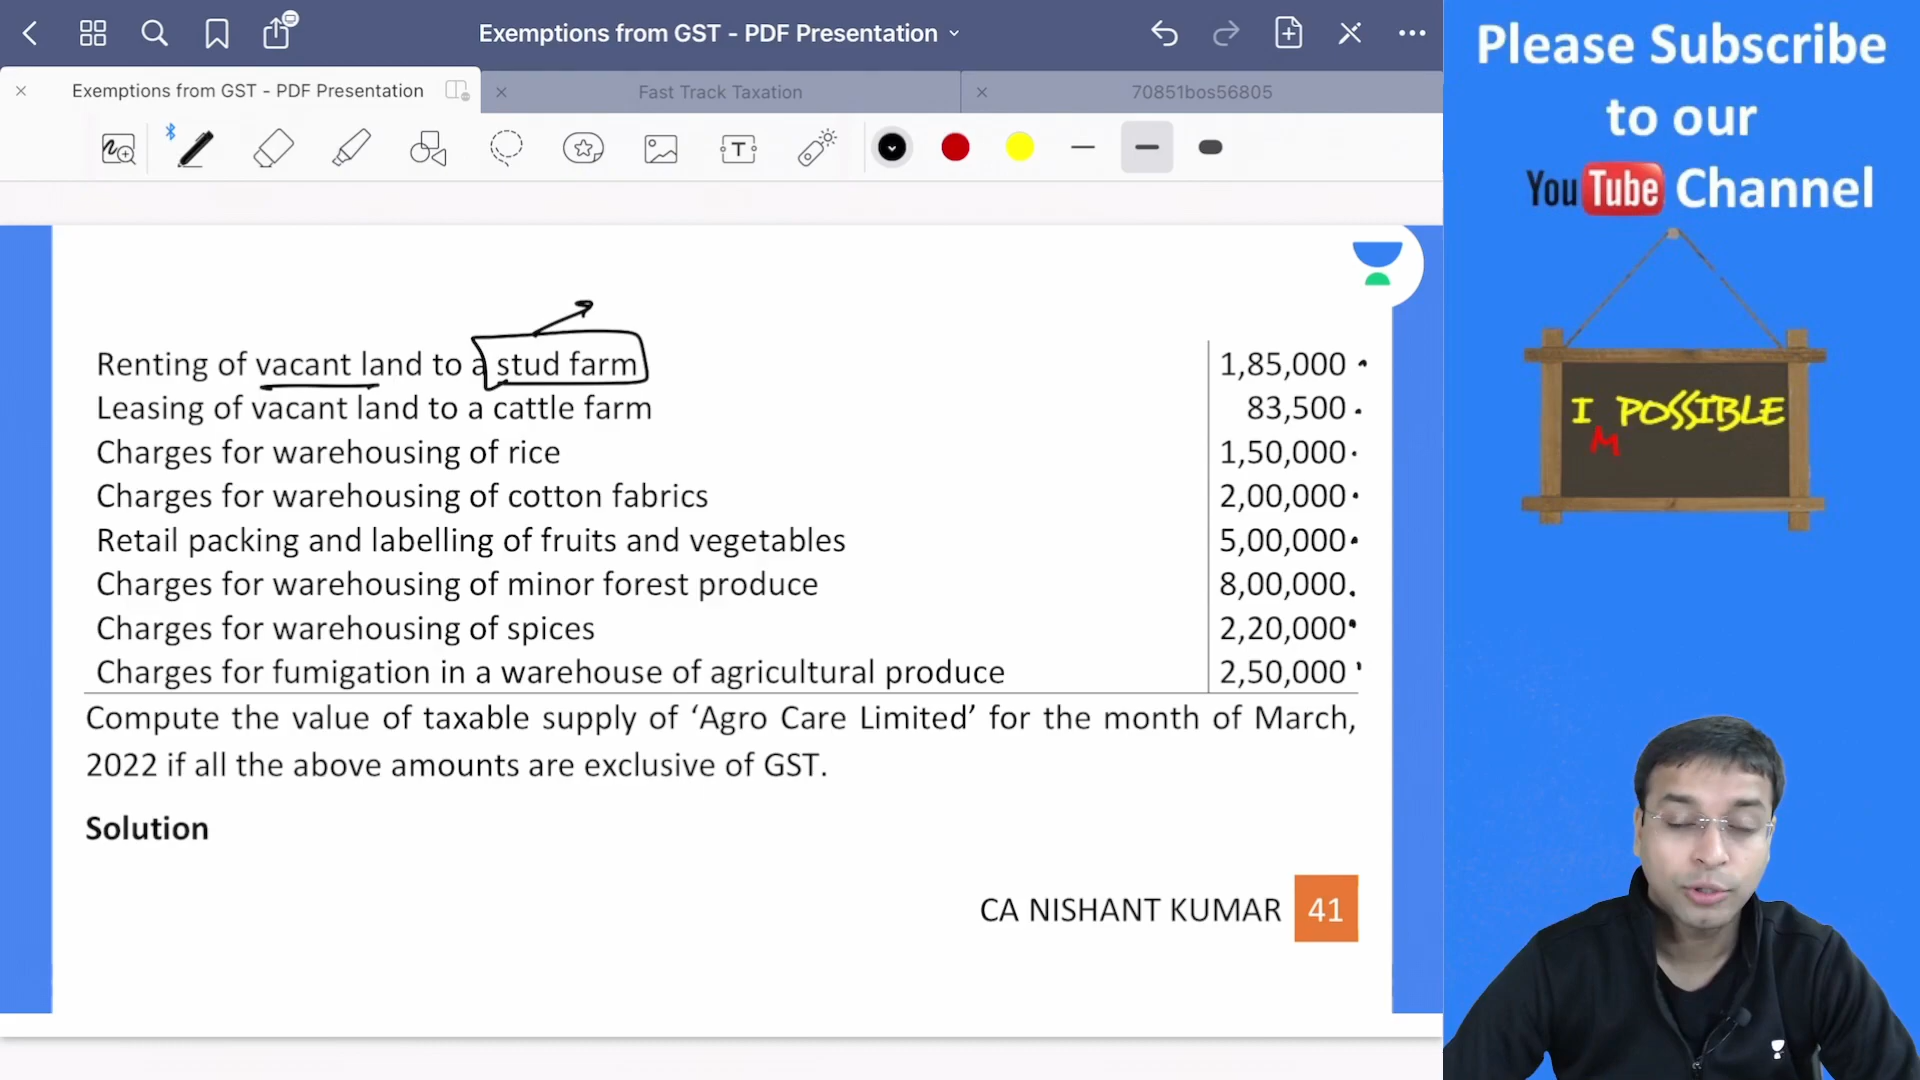 Exemptions from GST - PDF Presentation
Exemptions from GST - PDF Presentation
Fast Track Taxation
70851bos56805
T
Renting of vacant land to a stud farm 1,85,000
Leasing of vacant land to a cattle farm 83,500
Charges for warehousing of rice 1,50,000
Charges for warehousing of cotton fabrics 2,00,000
Retail packing and labelling of fruits and vegetables 5,00,000
Charges for warehousing of minor forest produce 8,00,000
Charges for warehousing of spices 2,20,000
Charges for fumigation in a warehouse of agricultural produce 2,50,000
Compute the value of taxable supply of ‘Agro Care Limited’ for the month of March,
2022 if all the above amounts are exclusive of GST.
Solution
CA NISHANT KUMAR 41
Please Subscribe
to our
YouTube Channel
I POSSIBLE
M